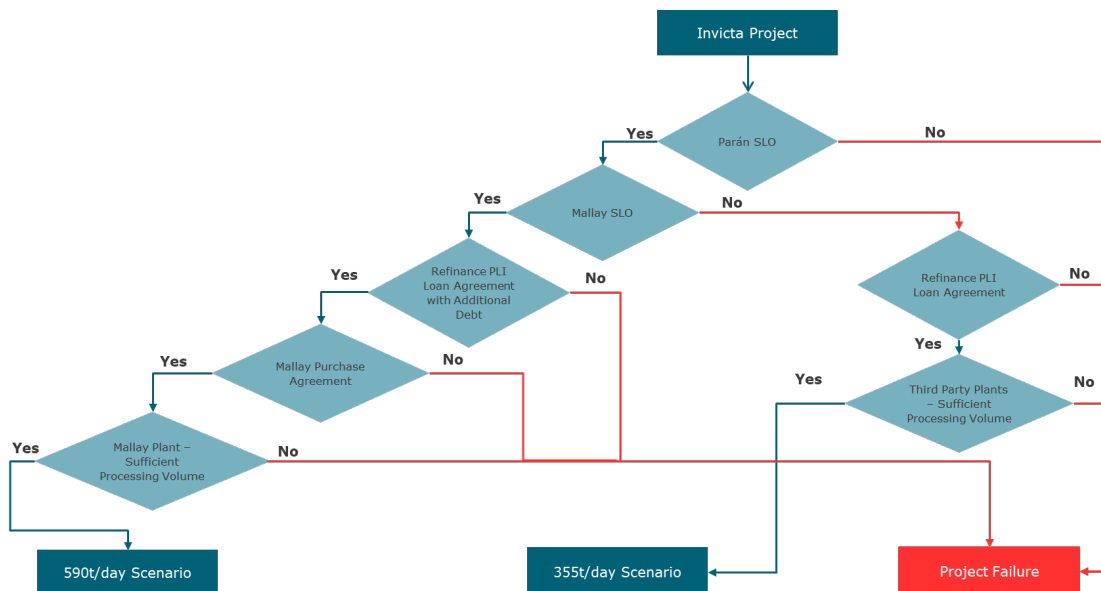 Invicta Project
Parán SLO
Yes
No
Mallay SLO
Yes
No
Refinance PLI
Loan Agreement
with Additional
Debt
Yes
No
Refinance PLI
Loan Agreement
No
Yes
Mallay Purchase
Agreement
Yes
No
Third Party Plants
– Sufficient
Processing Volume
Yes
No
Mallay Plant –
Sufficient
Processing Volume
Yes
No
590t/day Scenario
355t/day Scenario
Project Failure